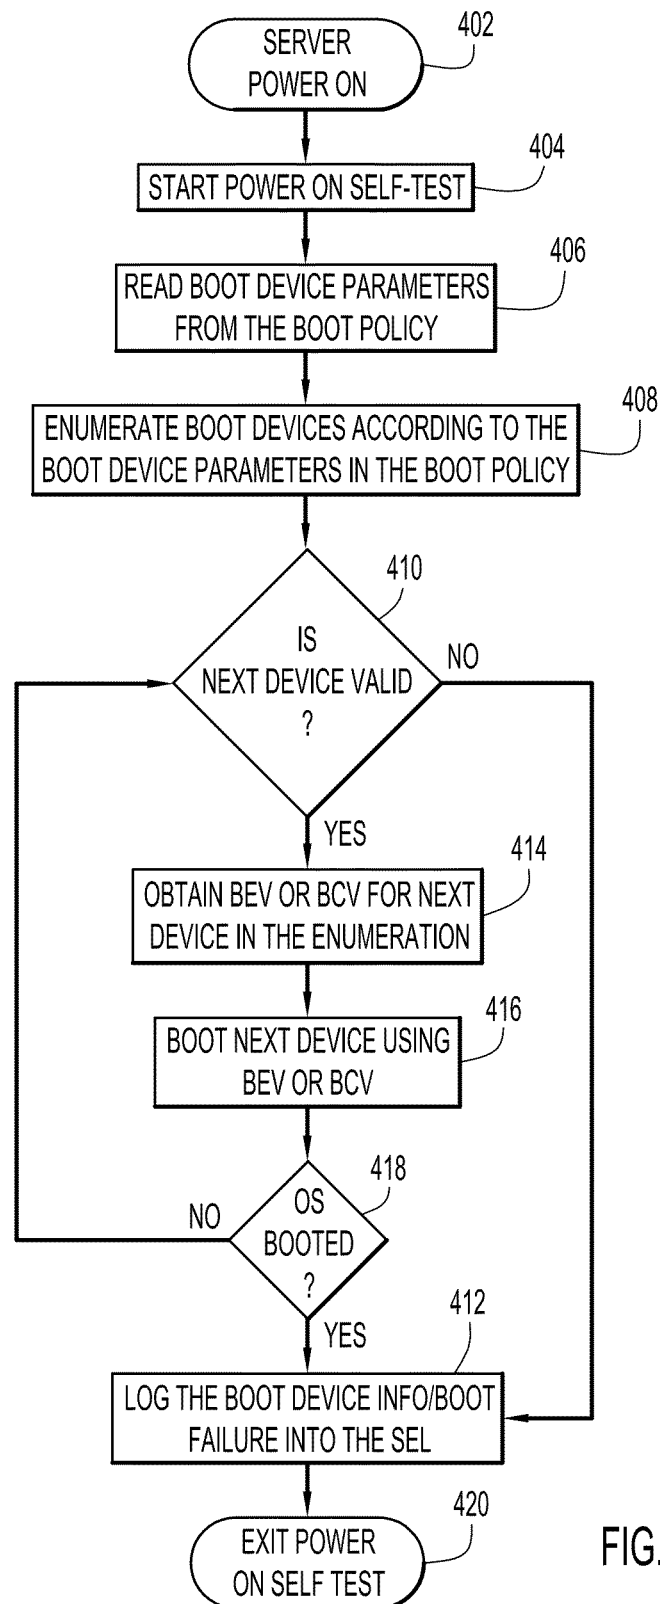 SERVER
POWER ON
402
START POWER ON SELF-TEST
404
READ BOOT DEVICE PARAMETERS
FROM THE BOOT POLICY
406
ENUMERATE BOOT DEVICES ACCORDING TO THE
BOOT DEVICE PARAMETERS IN THE BOOT POLICY
408
410
IS
NEXT DEVICE VALID
?
NO
YES
OBTAIN BEV OR BCV FOR NEXT
DEVICE IN THE ENUMERATION
414
BOOT NEXT DEVICE USING
BEV OR BCV
416
OS
BOOTED
?
418
NO
YES
412
LOG THE BOOT DEVICE INFO/BOOT
FAILURE INTO THE SEL
EXIT POWER
ON SELF TEST
420
FIG.